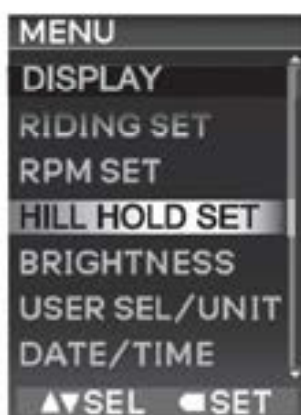 MENU
DISPLAY
RIDING SET
RPM SET
HILL HOLD SET
BRIGHTNESS
USER SEL/UNIT
DATE/TIME
▲▼SEL ◀SET